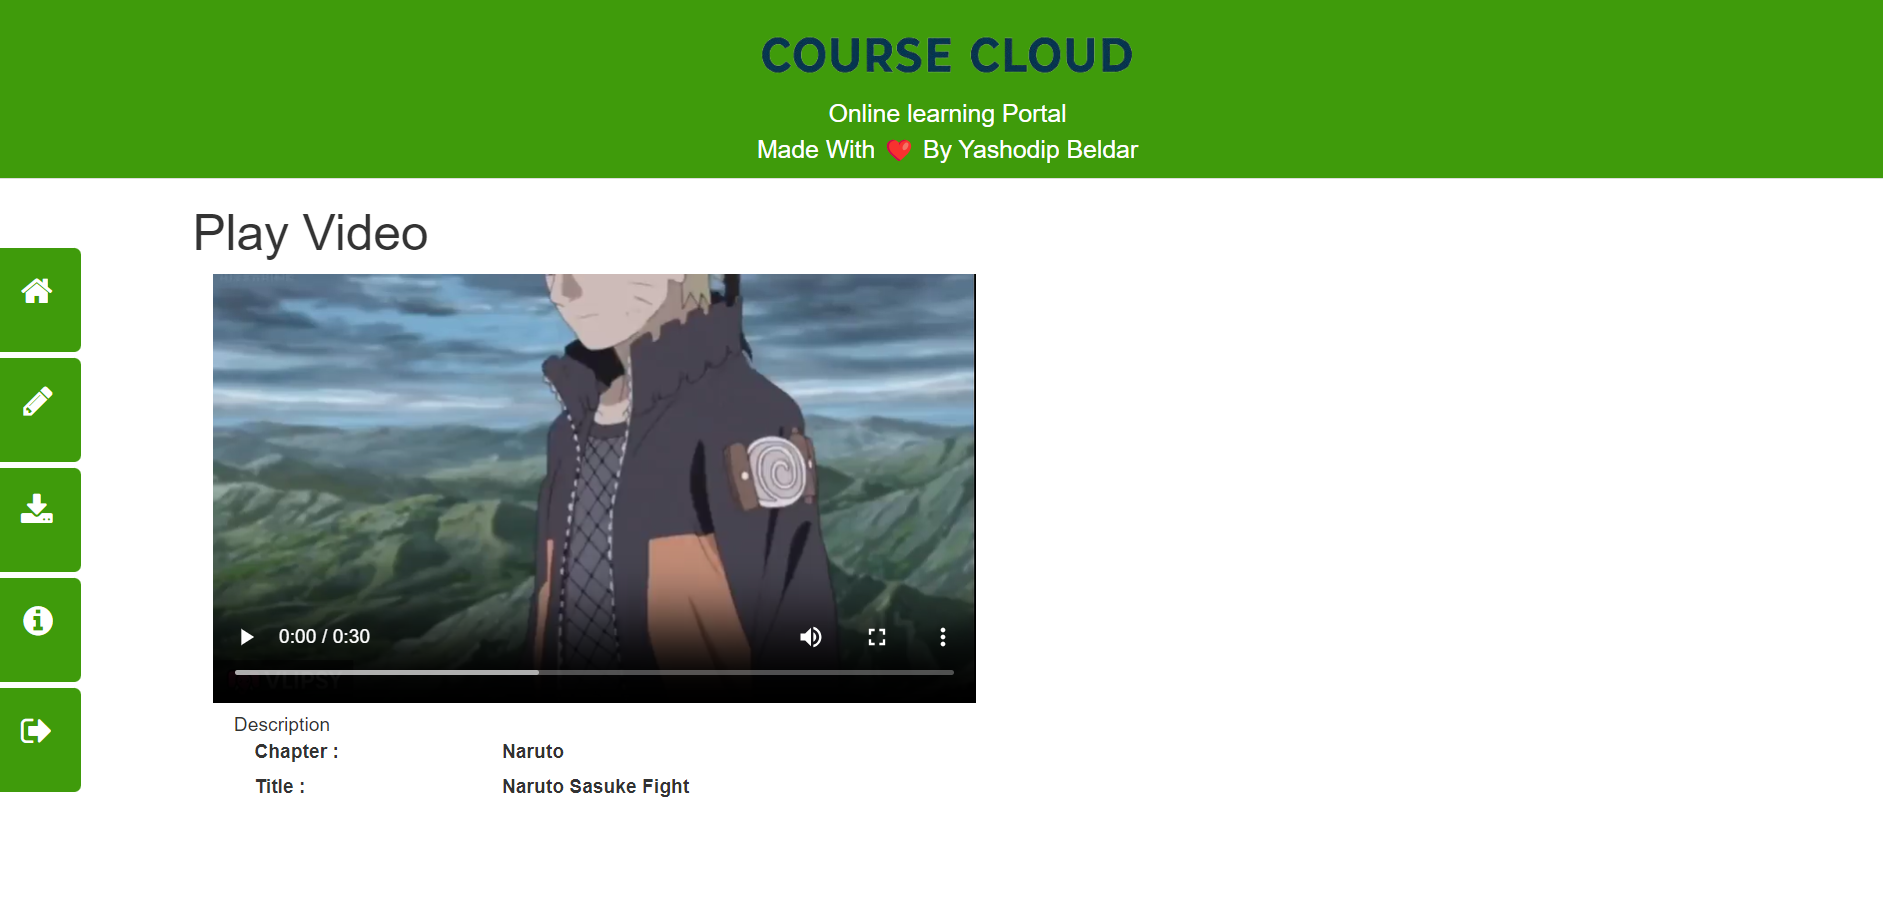 COURSE CLOUD
Online learning Portal
Made With ❤️ By Yashodip Beldar
Play Video
0:00 / 0:30
VLIPSY
Description
Chapter : Naruto
Title : Naruto Sasuke Fight